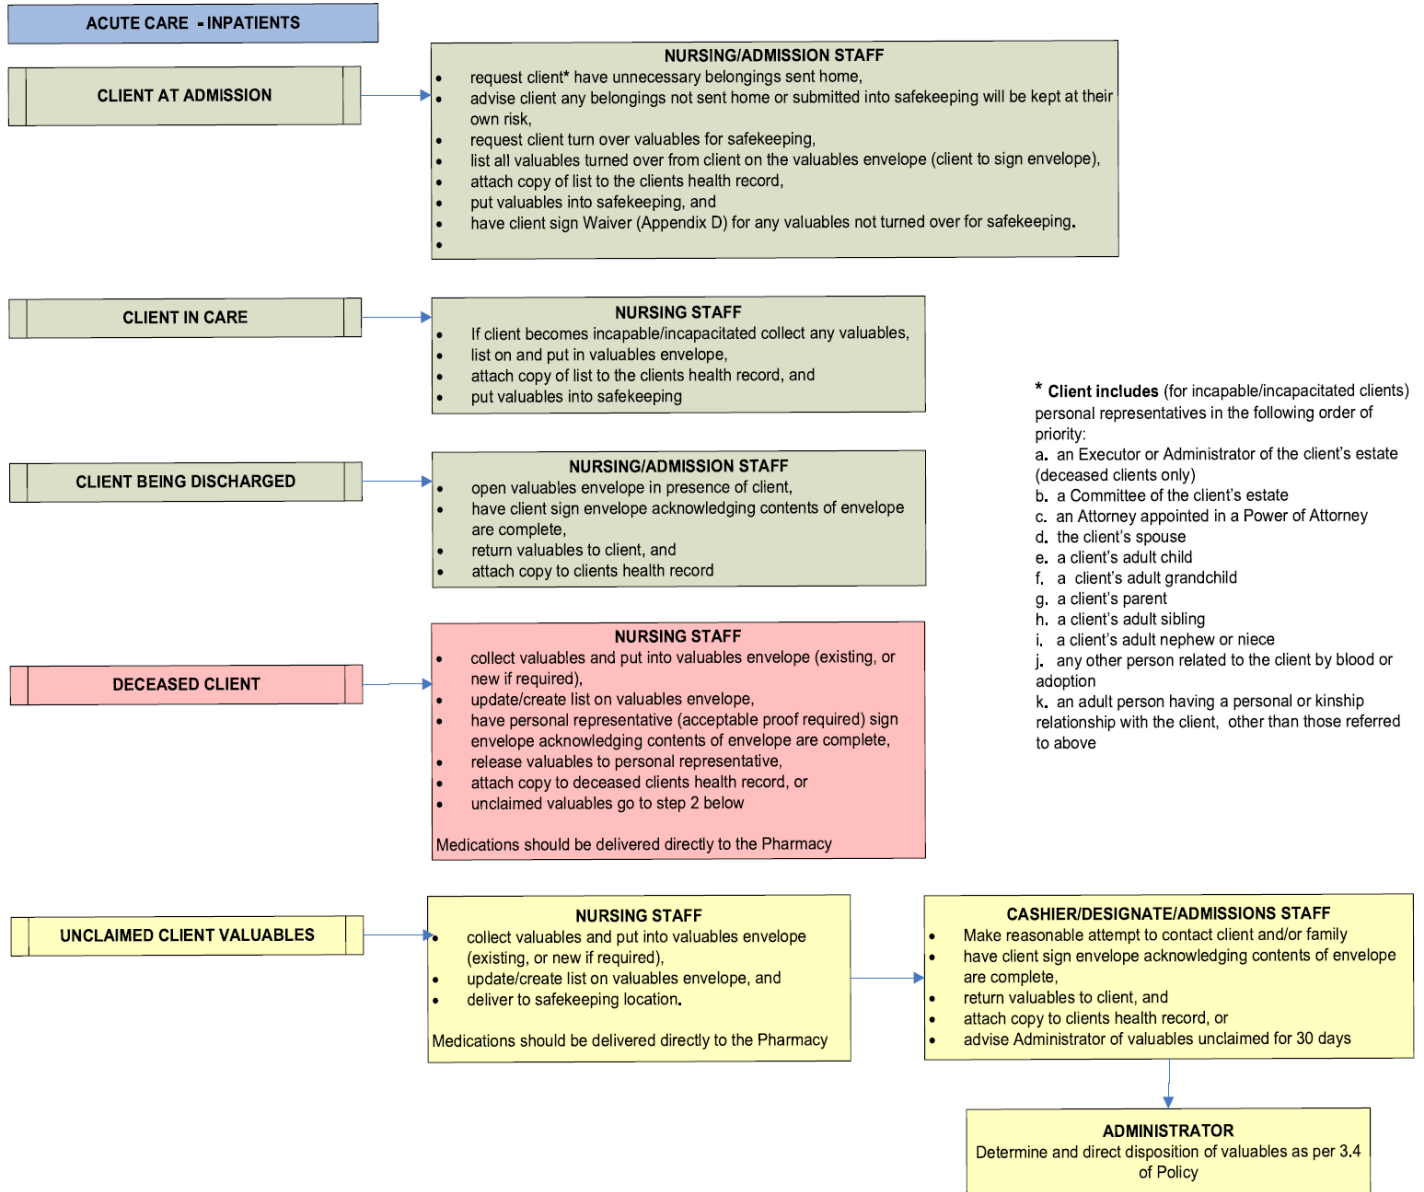 ACUTE CARE - INPATIENTS
CLIENT AT ADMISSION
NURSING/ADMISSION STAFF
• request client* have unnecessary belongings sent home,
• advise client any belongings not sent home or submitted into safekeeping will be kept at their
own risk,
• request client turn over valuables for safekeeping,
• list all valuables turned over from client on the valuables envelope (client to sign envelope),
• attach copy of list to the clients health record,
• put valuables into safekeeping, and
• have client sign Waiver (Appendix D) for any valuables not turned over for safekeeping.
•
CLIENT IN CARE
NURSING STAFF
• If client becomes incapable/incapacitated collect any valuables,
• list on and put in valuables envelope,
• attach copy of list to the clients health record, and
• put valuables into safekeeping
* Client includes (for incapable/incapacitated clients)
personal representatives in the following order of
priority:
a. an Executor or Administrator of the client's estate
(deceased clients only)
b. a Committee of the client's estate
c. an Attorney appointed in a Power of Attorney
d. the client's spouse
e. a client's adult child
f. a client's adult grandchild
g. a client's parent
h. a client's adult sibling
i. a client's adult nephew or niece
j. any other person related to the client by blood or
adoption
k. an adult person having a personal or kinship
relationship with the client, other than those referred
to above
CLIENT BEING DISCHARGED
NURSING/ADMISSION STAFF
• open valuables envelope in presence of client,
• have client sign envelope acknowledging contents of envelope
are complete,
• return valuables to client, and
• attach copy to clients health record
DECEASED CLIENT
NURSING STAFF
• collect valuables and put into valuables envelope (existing, or
new if required),
• update/create list on valuables envelope,
• have personal representative (acceptable proof required) sign
envelope acknowledging contents of envelope are complete,
• release valuables to personal representative,
• attach copy to deceased clients health record, or
• unclaimed valuables go to step 2 below
Medications should be delivered directly to the Pharmacy
UNCLAIMED CLIENT VALUABLES
NURSING STAFF
• collect valuables and put into valuables envelope
(existing, or new if required),
• update/create list on valuables envelope, and
• deliver to safekeeping location.
Medications should be delivered directly to the Pharmacy
CASHIER/DESIGNATE/ADMISSIONS STAFF
• Make reasonable attempt to contact client and/or family
• have client sign envelope acknowledging contents of envelope
are complete,
• return valuables to client, and
• attach copy to clients health record, or
• advise Administrator of valuables unclaimed for 30 days
ADMINISTRATOR
Determine and direct disposition of valuables as per 3.4
of Policy